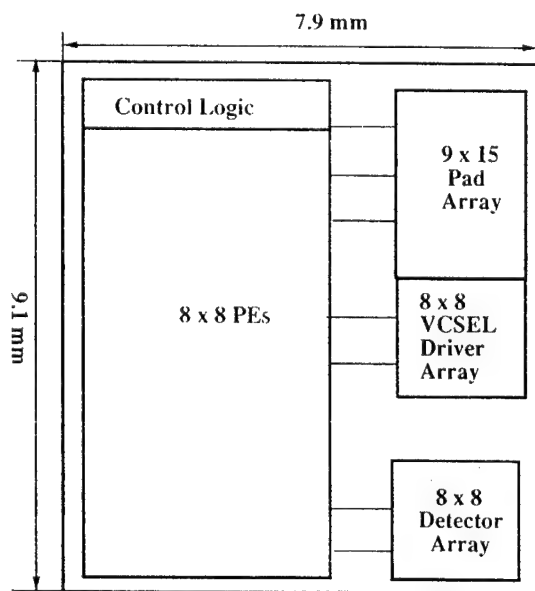 7.9 mm
Control Logic
9 x 15
Pad
Array
9.1 mm
8 x 8 PEs
8 x 8
VCSEL
Driver
Array
8 x 8
Detector
Array